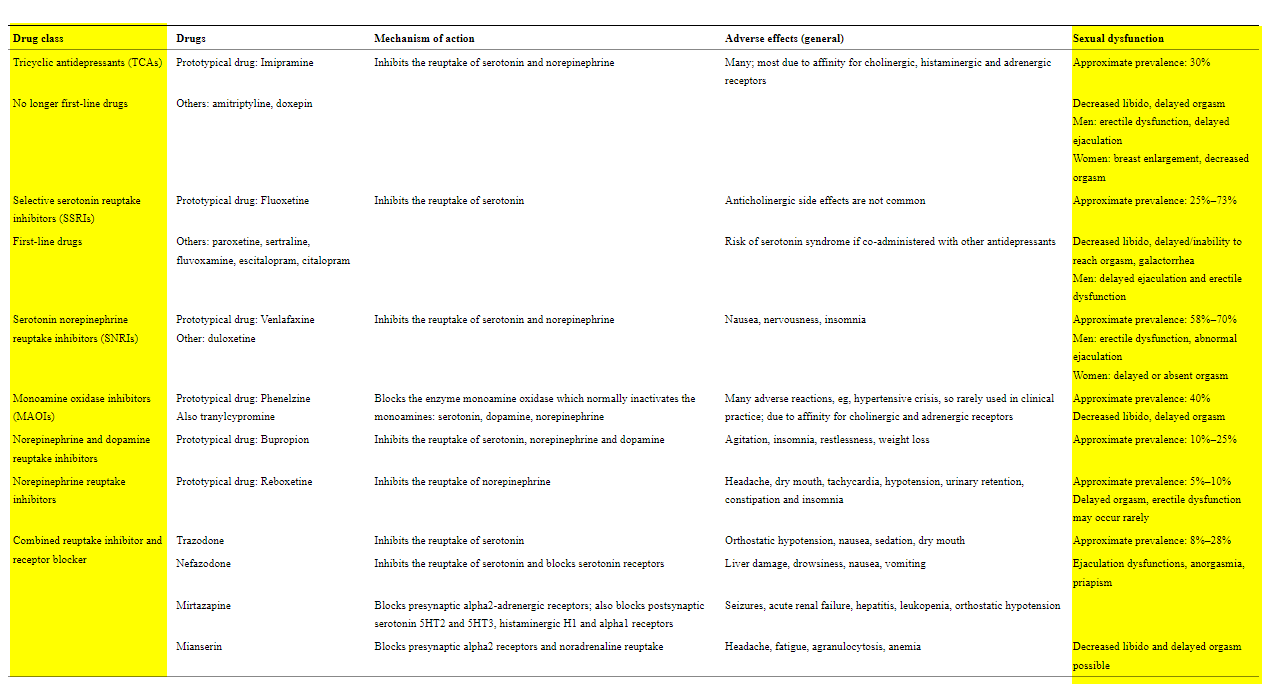 Drug class Drugs Mechanism of action Adverse effects (general) Sexual dysfunction
Tricyclic antidepressants (TCAs) Prototypical drug: Imipramine Inhibits the reuptake of serotonin and norepinephrine Many; most due to affinity for cholinergic, histaminergic and adrenergic Approximate prevalence: 30%
receptors
No longer first-line drugs Others: amitriptyline, doxepin Decreased libido, delayed orgasm
Men: erectile dysfunction, delayed
ejaculation
Women: breast enlargement, decreased
orgasm
Selective serotonin reuptake Prototypical drug: Fluoxetine Inhibits the reuptake of serotonin Anticholinergic side effects are not common Approximate prevalence: 25%–73%
inhibitors (SSRIs)
First-line drugs Others: paroxetine, sertraline, Risk of serotonin syndrome if co-administered with other antidepressants Decreased libido, delayed/inability to
fluvoxamine, escitalopram, citalopram reach orgasm, galactorrhea
Men: delayed ejaculation and erectile
dysfunction
Serotonin norepinephrine Prototypical drug: Venlafaxine Inhibits the reuptake of serotonin and norepinephrine Nausea, nervousness, insomnia Approximate prevalence: 58%–70%
reuptake inhibitors (SNRIs) Other: duloxetine Men: erectile dysfunction, abnormal
ejaculation
Women: delayed or absent orgasm
Monoamine oxidase inhibitors Prototypical drug: Phenelzine Blocks the enzyme monoamine oxidase which normally inactivates the Many adverse reactions, eg, hypertensive crisis, so rarely used in clinical Approximate prevalence: 40%
(MAOIs) Also tranylcypromine monoamines: serotonin, dopamine, norepinephrine practice; due to affinity for cholinergic and adrenergic receptors Decreased libido, delayed orgasm
Norepinephrine and dopamine Prototypical drug: Bupropion Inhibits the reuptake of serotonin, norepinephrine and dopamine Agitation, insomnia, restlessness, weight loss Approximate prevalence: 10%–25%
reuptake inhibitors
Norepinephrine reuptake Prototypical drug: Reboxetine Inhibits the reuptake of norepinephrine Headache, dry mouth, tachycardia, hypotension, urinary retention, Approximate prevalence: 5%–10%
inhibitors constipation and insomnia Delayed orgasm, erectile dysfunction
may occur rarely
Combined reuptake inhibitor and Trazodone Inhibits the reuptake of serotonin Orthostatic hypotension, nausea, sedation, dry mouth Approximate prevalence: 8%–28%
receptor blocker Nefazodone Inhibits the reuptake of serotonin and blocks serotonin receptors Liver damage, drowsiness, nausea, vomiting Ejaculation dysfunctions, anorgasmia,
priapism
Mirtazapine Blocks presynaptic alpha2-adrenergic receptors; also blocks postsynaptic Seizures, acute renal failure, hepatitis, leukopenia, orthostatic hypotension
serotonin 5HT2 and 5HT3, histaminergic H1 and alpha1 receptors
Mianserin Blocks presynaptic alpha2 receptors and noradrenaline reuptake Headache, fatigue, agranulocytosis, anemia Decreased libido and delayed orgasm
possible